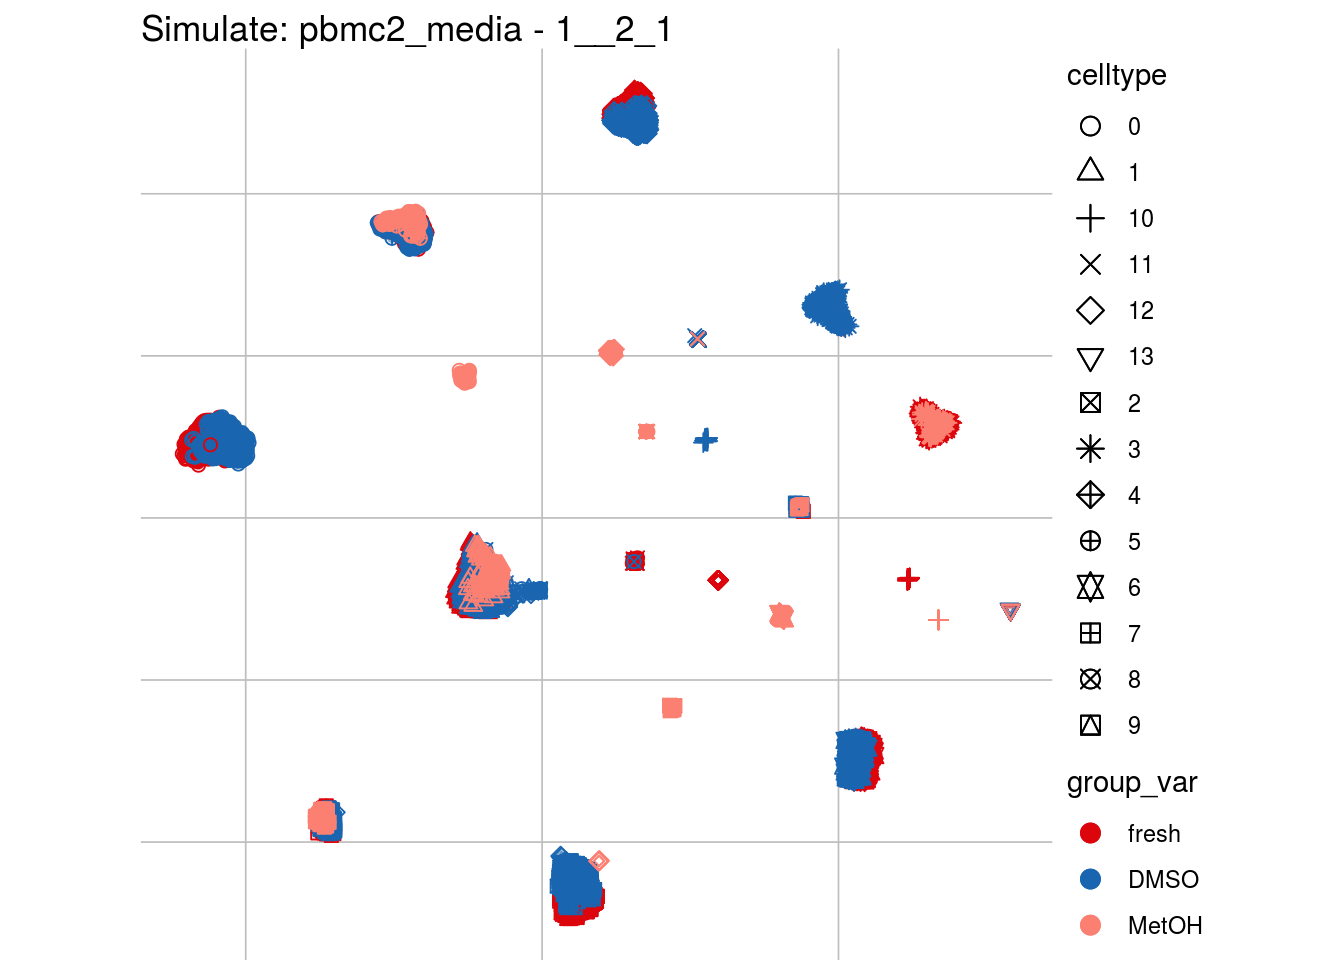 Simulate: pbmc2_media - 1__2_1
celltype
0
1
10
11
12
13
2
3
4
5
6
7
8
9
group_var
fresh
DMSO
MetOH